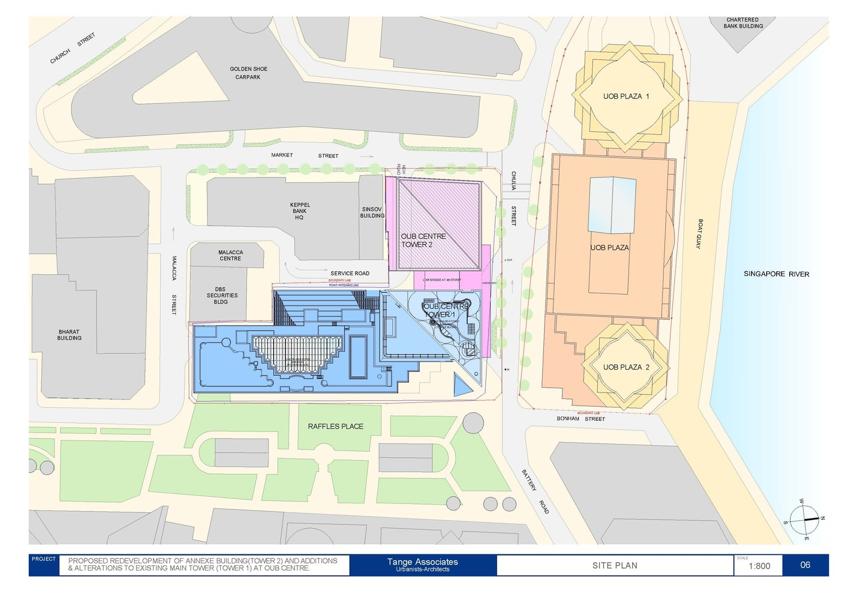 CHARTERED
BANK BUILDING
CHURCH STREET
GOLDEN SHOE
CARPARK
UOB PLAZA 1
MARKET STREET
CHULIA STREET
KEPPEL
BANK
HQ
SINSOV
BUILDING
OUB CENTRE
TOWER 2
UOB PLAZA
BOAT QUAY
SINGAPORE RIVER
MALACCA
CENTRE
SERVICE ROAD
MALACCA STREET
DBS
SECURITIES
BLDG
OUB CENTRE
TOWER 1
BHARAT
BUILDING
UOB PLAZA 2
BONHAM STREET
RAFFLES PLACE
BATTERY ROAD
W
S
N
E
PROJECT
PROPOSED REDEVELOPMENT OF ANNEXE BUILDING(TOWER 2) AND ADDITIONS
& ALTERATIONS TO EXISTING MAIN TOWER (TOWER 1) AT OUB CENTRE
Tange Associates
Urbanists-Architects
SITE PLAN
SCALE
1:800
06